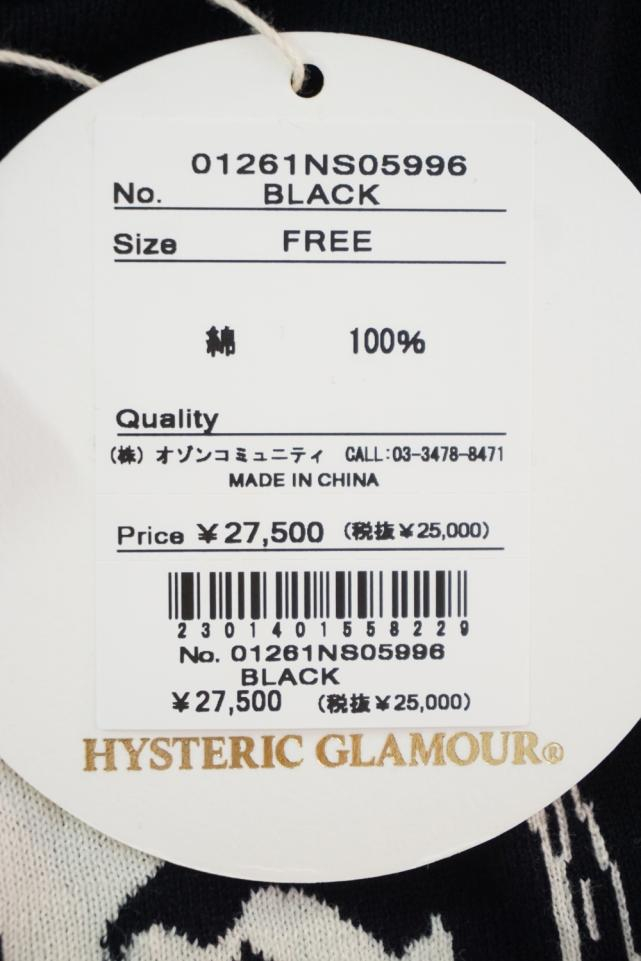 01261NS05996
No. BLACK
Size FREE
綿 100%
Quality
(株) オゾンコミュニティ CALL:03-3478-8471
MADE IN CHINA
Price ¥27,500 (税抜¥25,000)
2301401558229
No. 01261NS05996
BLACK
¥27,500 (税抜¥25,000)
HYSTERIC GLAMOUR®